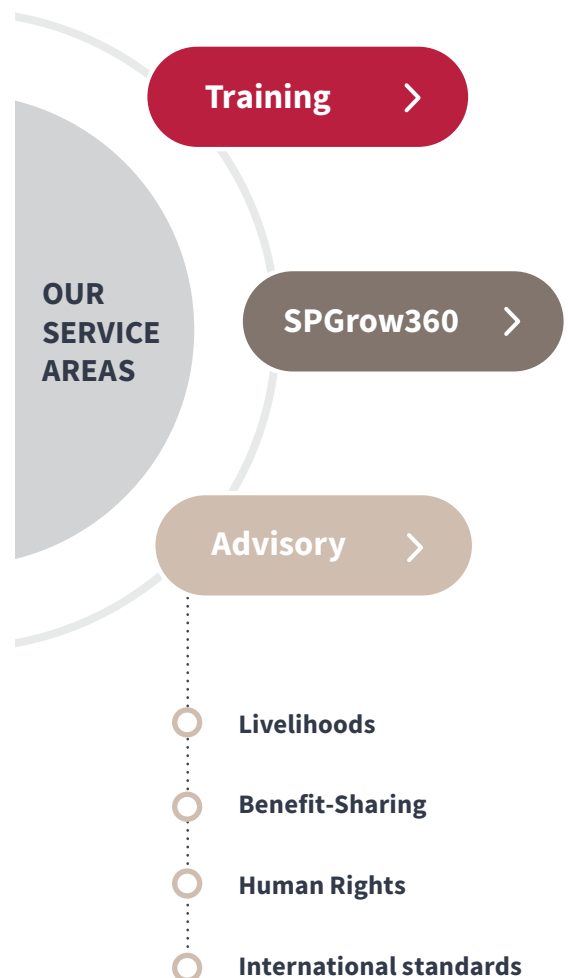 Training
OUR
SERVICE
AREAS
SPGrow360
Advisory
Livelihoods
Benefit-Sharing
Human Rights
International standards